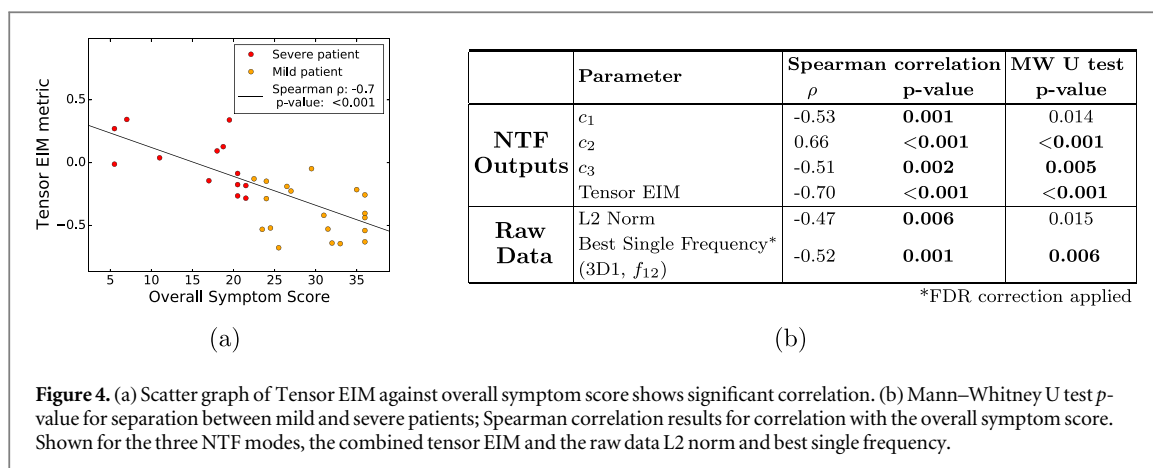 Severe patient
Mild patient
Spearman ρ: -0.7
p-value: <0.001
Tensor EIM metric
0.5
0.0
−0.5
5 10 15 20 25 30 35
Overall Symptom Score
(a)
Parameter Spearman correlation MW U test
ρ p-value p-value
NTF Outputs
c₁ -0.53 0.001 0.014
c₂ 0.66 <0.001 <0.001
c₃ -0.51 0.002 0.005
Tensor EIM -0.70 <0.001 <0.001
Raw Data
L2 Norm -0.47 0.006 0.015
Best Single Frequency*
(3D1, f₁₂) -0.52 0.001 0.006
*FDR correction applied
(b)
Figure 4. (a) Scatter graph of Tensor EIM against overall symptom score shows significant correlation. (b) Mann–Whitney U test p-
value for separation between mild and severe patients; Spearman correlation results for correlation with the overall symptom score.
Shown for the three NTF modes, the combined tensor EIM and the raw data L2 norm and best single frequency.